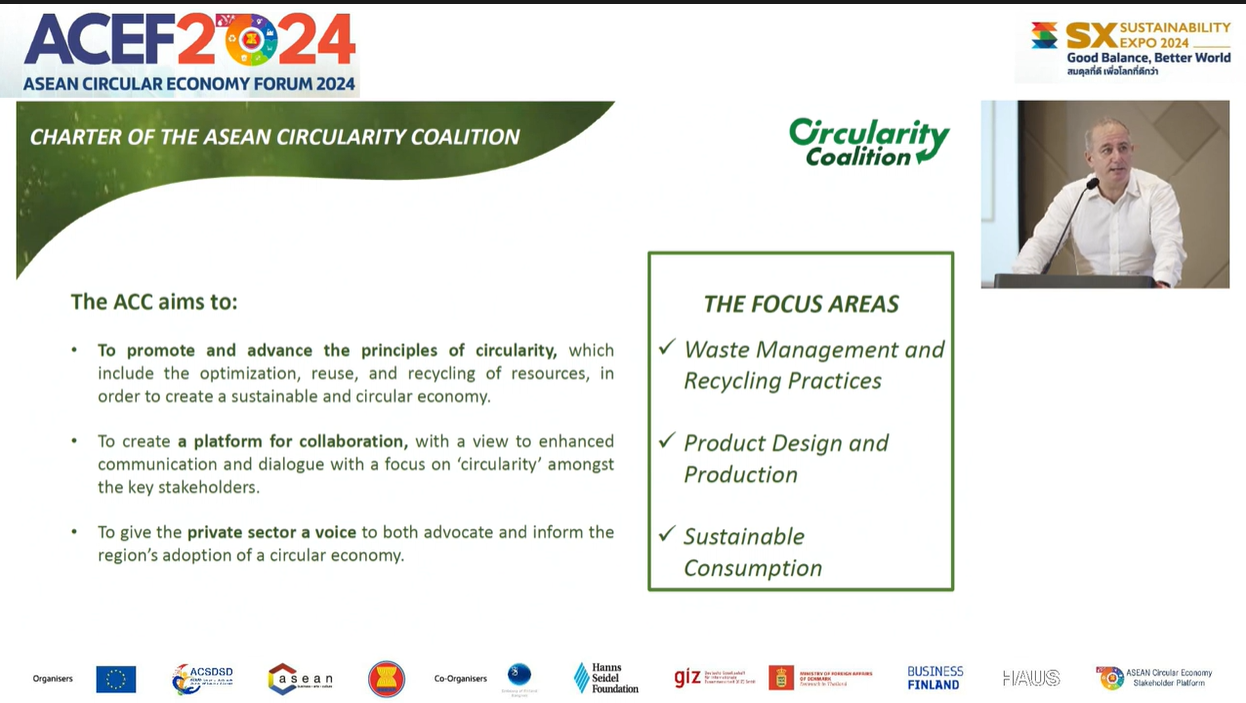 ACEF2024
ASEAN CIRCULAR ECONOMY FORUM 2024
SX SUSTAINABILITY
EXPO 2024
Good Balance, Better World
สมดุลที่ดี เพื่อโลกที่ดีกว่า
CHARTER OF THE ASEAN CIRCULARITY COALITION
Circularity
Coalition
The ACC aims to:
• To promote and advance the principles of circularity, which
include the optimization, reuse, and recycling of resources, in
order to create a sustainable and circular economy.
• To create a platform for collaboration, with a view to enhanced
communication and dialogue with a focus on ‘circularity’ amongst
the key stakeholders.
• To give the private sector a voice to both advocate and inform the
region’s adoption of a circular economy.
THE FOCUS AREAS
✓ Waste Management and
Recycling Practices
✓ Product Design and
Production
✓ Sustainable
Consumption
Organisers
ACSDSD
asean
Co-Organisers
Hanns
Seidel
Foundation
giz
MINISTRY OF FOREIGN AFFAIRS
OF DENMARK
BUSINESS
FINLAND
HAUS
ASEAN Circular Economy
Stakeholder Platform